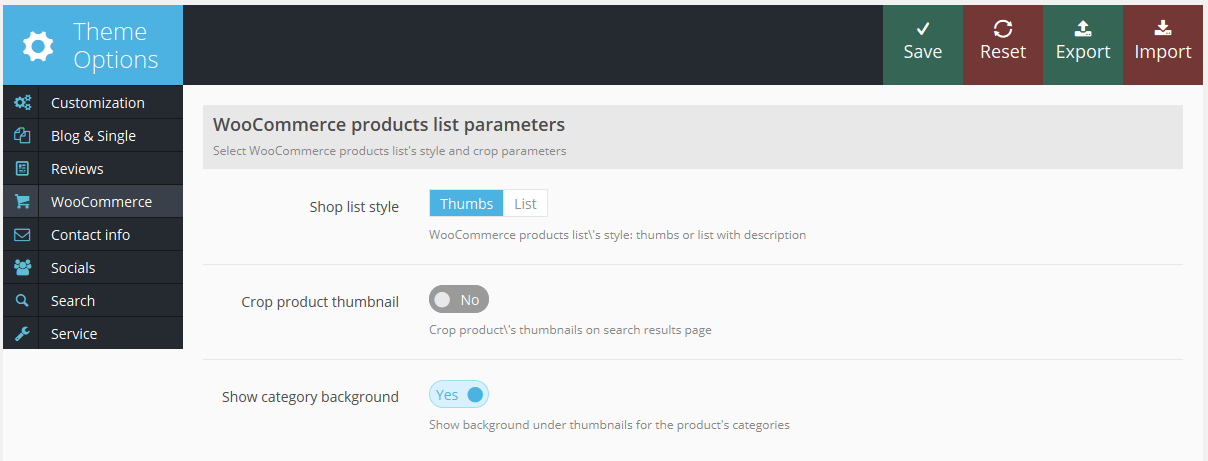 Theme
Options
Save
Reset
Export
Import
Customization
Blog & Single
Reviews
WooCommerce
Contact info
Socials
Search
Service
WooCommerce products list parameters
Select WooCommerce products list's style and crop parameters
Shop list style
Thumbs
List
WooCommerce products list\'s style: thumbs or list with description
Crop product thumbnail
No
Crop product\'s thumbnails on search results page
Show category background
Yes
Show background under thumbnails for the product's categories